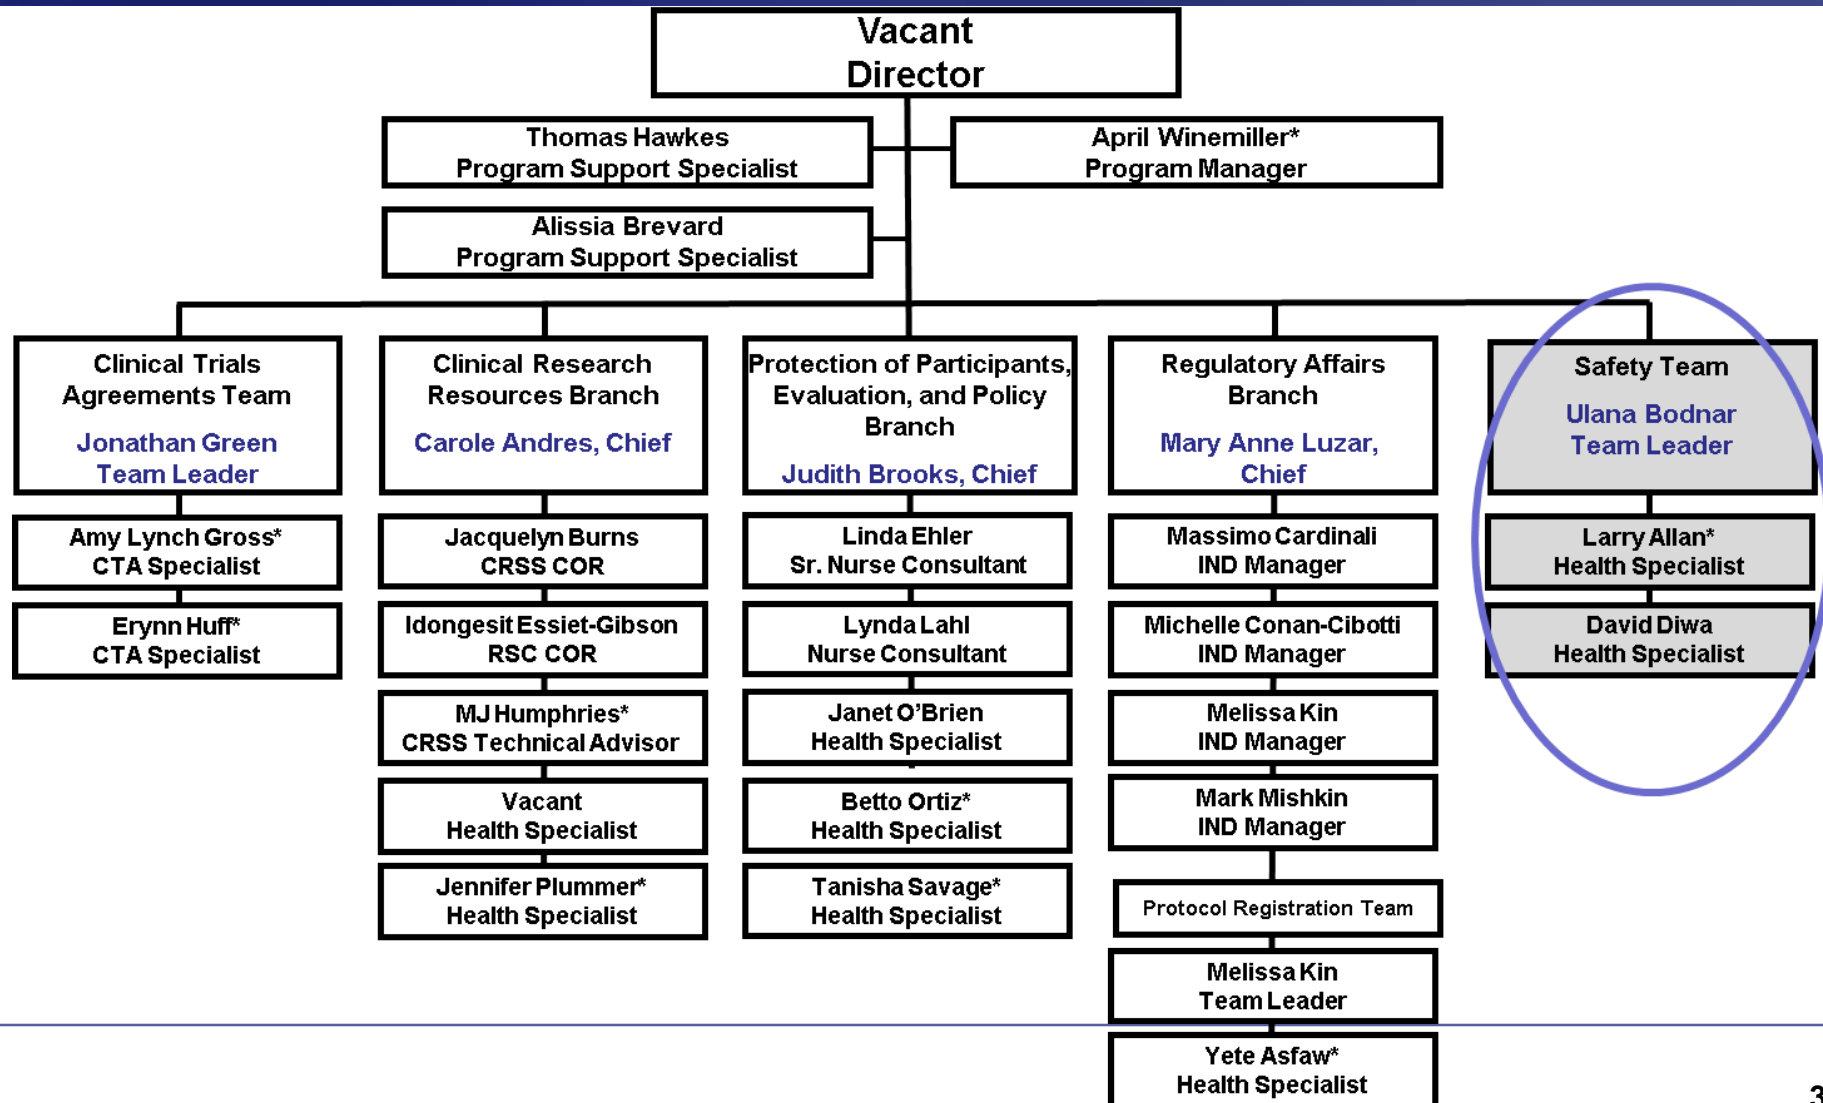 Vacant
Director
Thomas Hawkes
Program Support Specialist
April Winemiller*
Program Manager
Alissia Brevard
Program Support Specialist
Clinical Trials
Agreements Team
Jonathan Green
Team Leader
Amy Lynch Gross*
CTA Specialist
Erynn Huff*
CTA Specialist
Clinical Research
Resources Branch
Carole Andres, Chief
Jacquelyn Burns
CRSS COR
Idongesit Essiet-Gibson
RSC COR
MJ Humphries*
CRSS Technical Advisor
Vacant
Health Specialist
Jennifer Plummer*
Health Specialist
Protection of Participants,
Evaluation, and Policy
Branch
Judith Brooks, Chief
Linda Ehler
Sr. Nurse Consultant
Lynda Lahl
Nurse Consultant
Janet O’Brien
Health Specialist
Betto Ortiz*
Health Specialist
Tanisha Savage*
Health Specialist
Regulatory Affairs
Branch
Mary Anne Luzar,
Chief
Massimo Cardinali
IND Manager
Michelle Conan-Cibotti
IND Manager
Melissa Kin
IND Manager
Mark Mishkin
IND Manager
Protocol Registration Team
Melissa Kin
Team Leader
Yete Asfaw*
Health Specialist
Safety Team
Ulana Bodnar
Team Leader
Larry Allan*
Health Specialist
David Diwa
Health Specialist
3